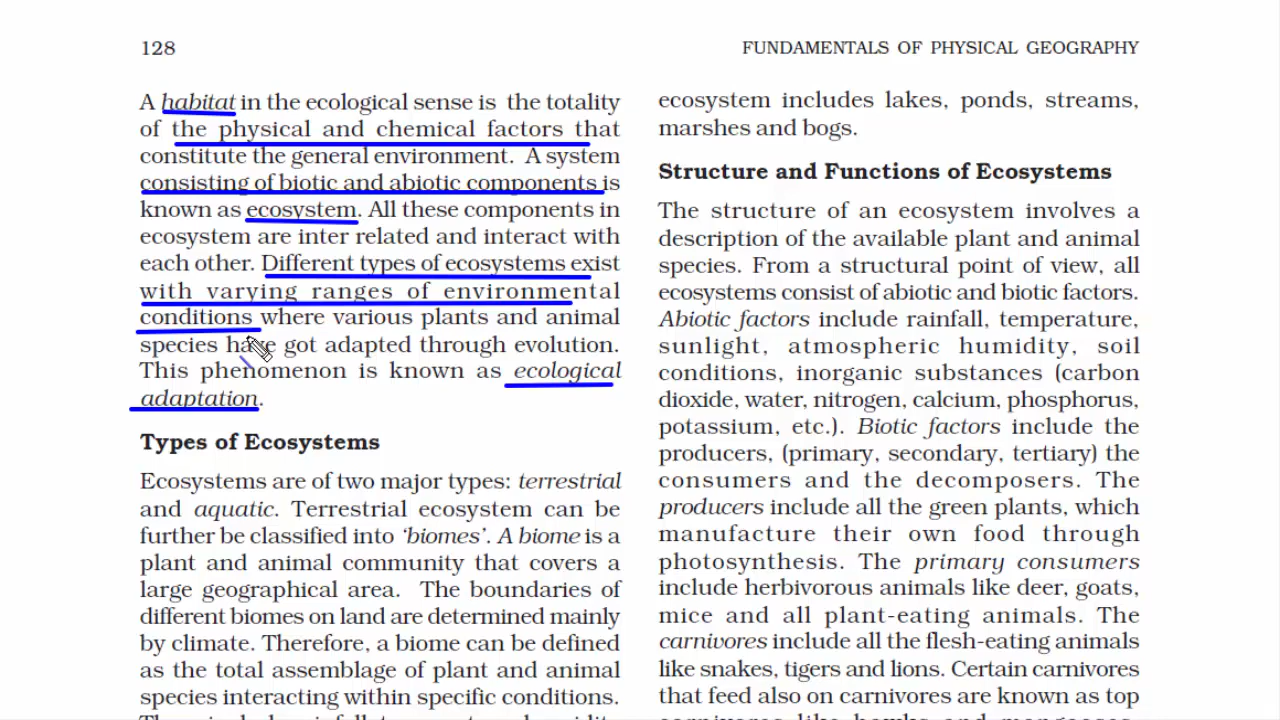 128
FUNDAMENTALS OF PHYSICAL GEOGRAPHY
A habitat in the ecological sense is the totality
of the physical and chemical factors that
constitute the general environment. A system
consisting of biotic and abiotic components is
known as ecosystem. All these components in
ecosystem are inter related and interact with
each other. Different types of ecosystems exist
with varying ranges of environmental
conditions where various plants and animal
species have got adapted through evolution.
This phenomenon is known as ecological
adaptation.
Types of Ecosystems
Ecosystems are of two major types: terrestrial
and aquatic. Terrestrial ecosystem can be
further be classified into ‘biomes’. A biome is a
plant and animal community that covers a
large geographical area. The boundaries of
different biomes on land are determined mainly
by climate. Therefore, a biome can be defined
as the total assemblage of plant and animal
species interacting within specific conditions.
ecosystem includes lakes, ponds, streams,
marshes and bogs.
Structure and Functions of Ecosystems
The structure of an ecosystem involves a
description of the available plant and animal
species. From a structural point of view, all
ecosystems consist of abiotic and biotic factors.
Abiotic factors include rainfall, temperature,
sunlight, atmospheric humidity, soil
conditions, inorganic substances (carbon
dioxide, water, nitrogen, calcium, phosphorus,
potassium, etc.). Biotic factors include the
producers, (primary, secondary, tertiary) the
consumers and the decomposers. The
producers include all the green plants, which
manufacture their own food through
photosynthesis. The primary consumers
include herbivorous animals like deer, goats,
mice and all plant-eating animals. The
carnivores include all the flesh-eating animals
like snakes, tigers and lions. Certain carnivores
that feed also on carnivores are known as top